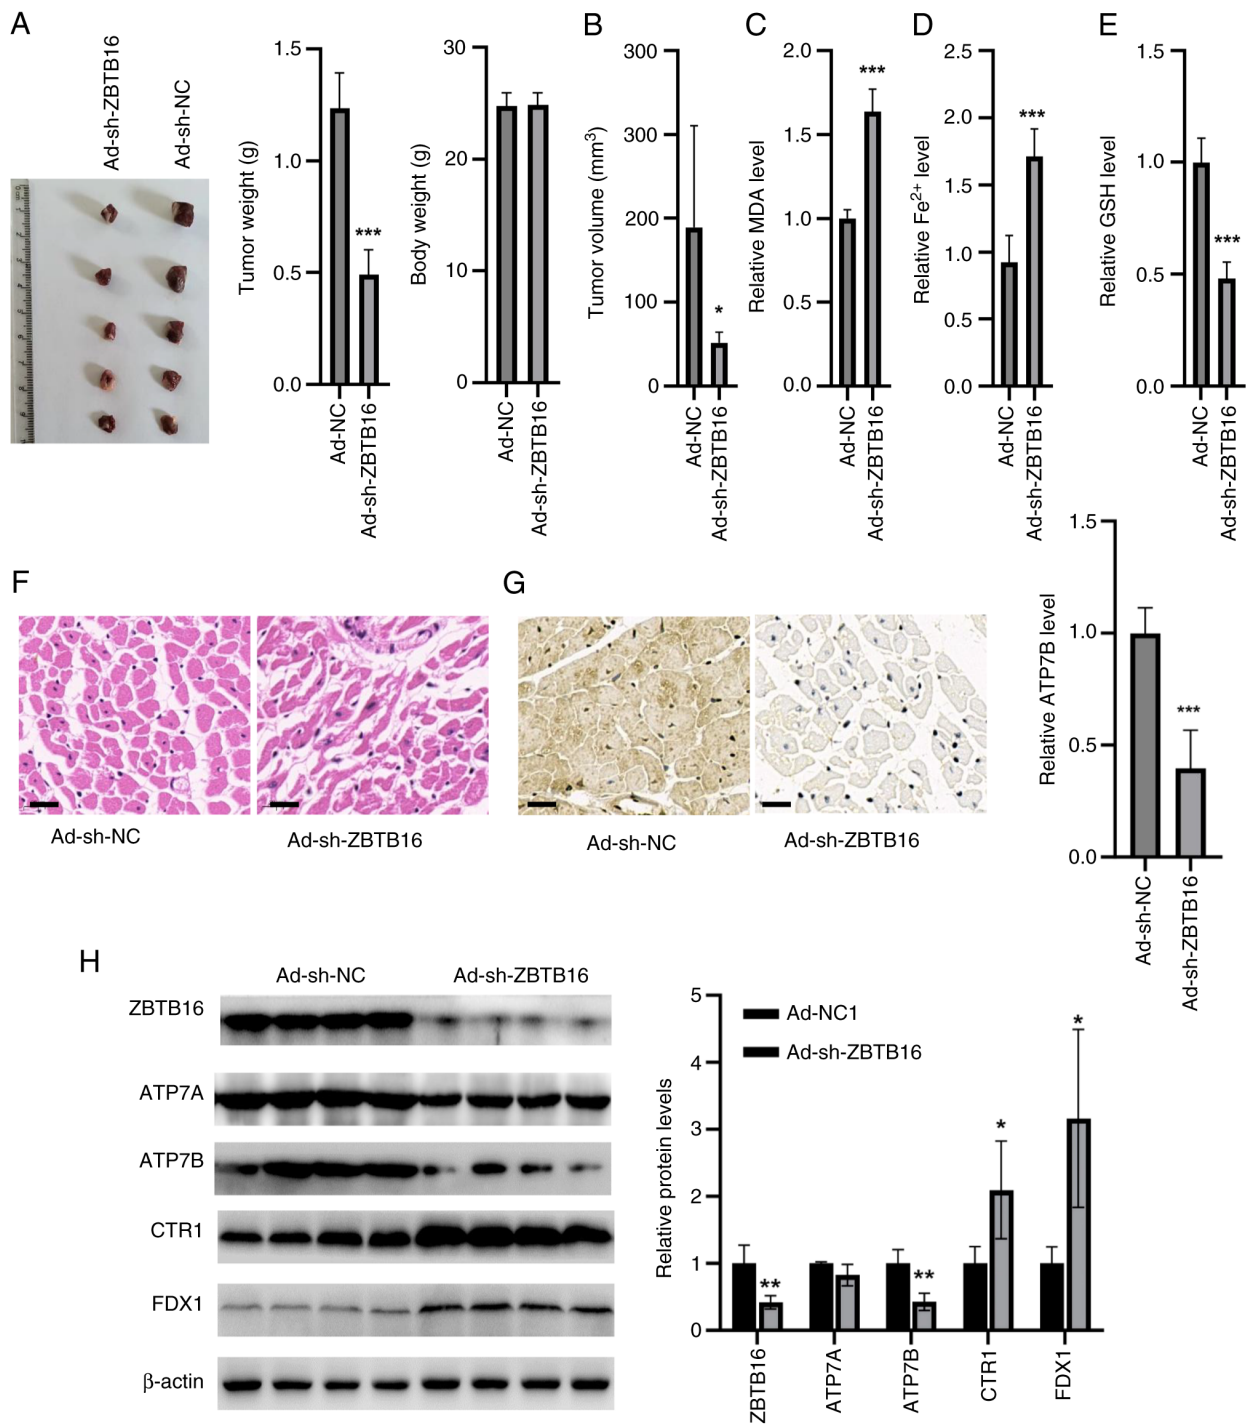 A
Ad-sh-ZBTB16
Ad-sh-NC
Tumor weight (g)
1.5
1.0
0.5
0.0
***
Ad-NC
Ad-sh-ZBTB16
Body weight (g)
30
20
10
0
Ad-NC
Ad-sh-ZBTB16
B
Tumor volume (mm3)
300
300
200
100
0
*
Ad-NC
Ad-sh-ZBTB16
C
Relative MDA level
2.0
1.5
1.0
0.5
0.0
***
Ad-NC
Ad-sh-ZBTB16
D
Relative Fe2+ level
2.5
2.0
1.5
1.0
0.5
0.0
***
Ad-NC
Ad-sh-ZBTB16
E
Relative GSH level
1.5
1.0
0.5
0.0
***
Ad-NC
Ad-sh-ZBTB16
F
Ad-sh-NC
Ad-sh-ZBTB16
G
Ad-sh-NC
Ad-sh-ZBTB16
Relative ATP7B level
1.5
1.0
0.5
0.0
***
Ad-sh-NC
Ad-sh-ZBTB16
H
Ad-sh-NC
Ad-sh-ZBTB16
ZBTB16
ATP7A
ATP7B
CTR1
FDX1
β-actin
Relative protein levels
5
4
3
2
1
0
Ad-NC1
Ad-sh-ZBTB16
**
**
*
*
ZBTB16
ATP7A
ATP7B
CTR1
FDX1